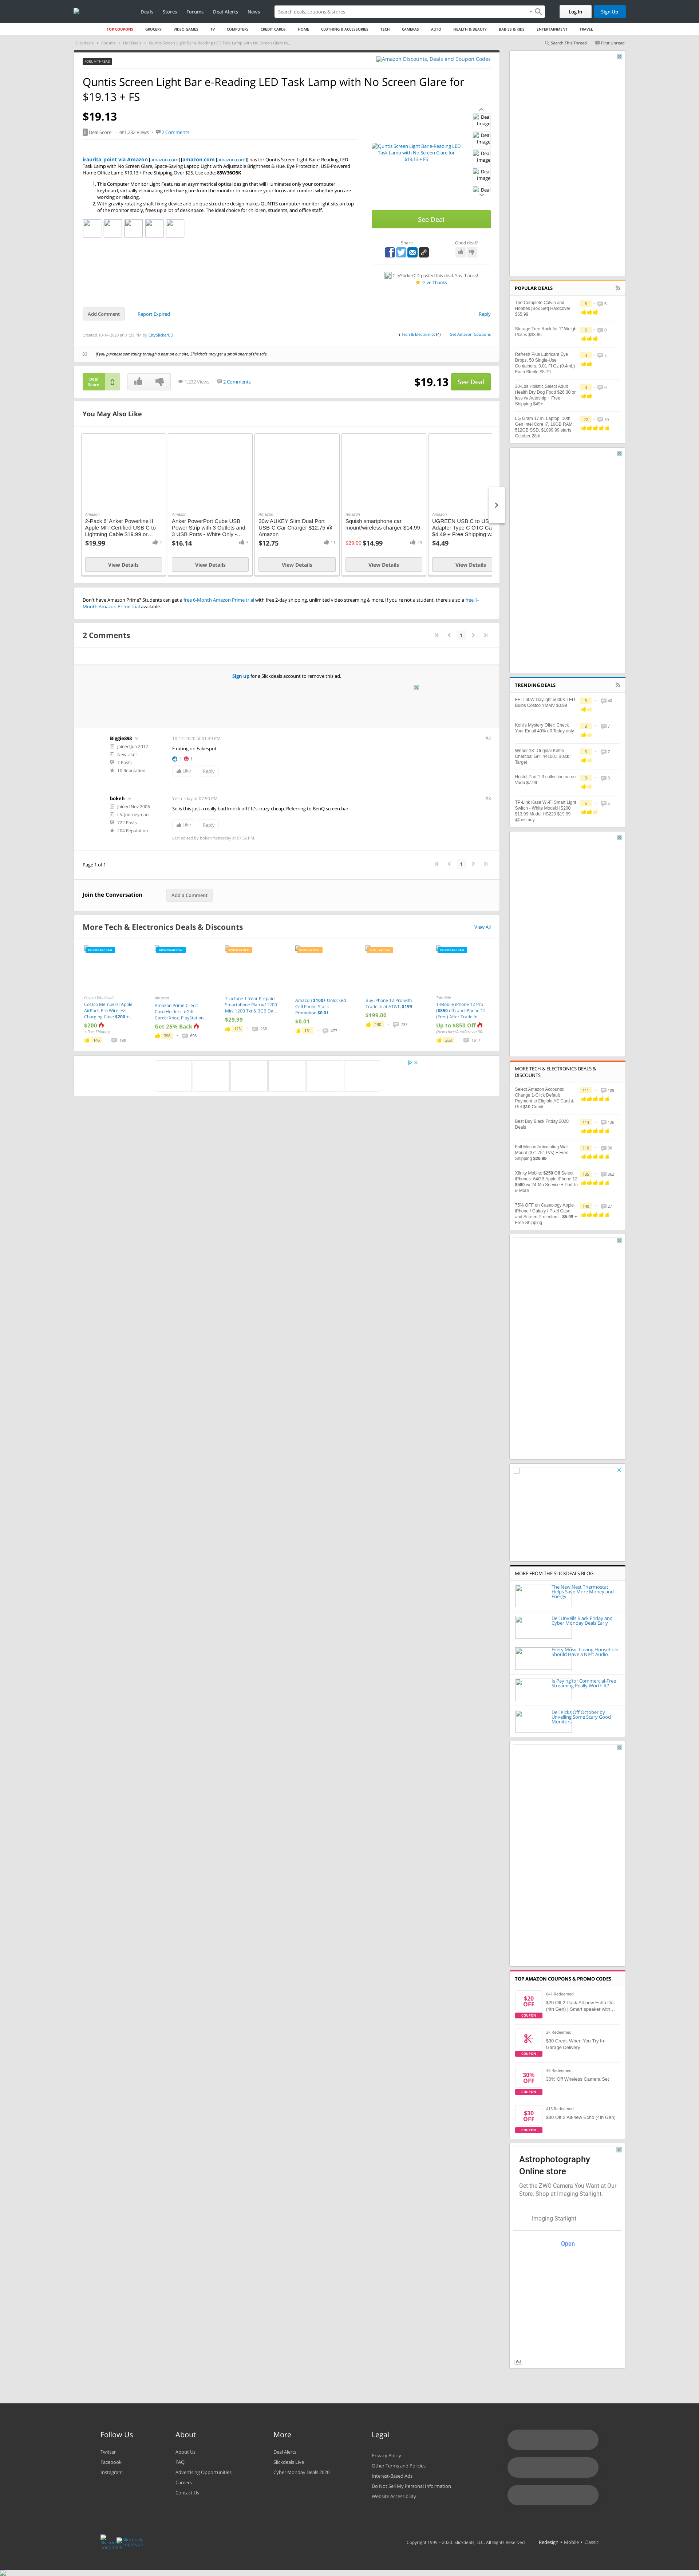 Deals Stores Forums Deal Alerts News
Search deals, coupons & stores
Log In Sign Up
TOP COUPONS GROCERY VIDEO GAMES TV COMPUTERS CREDIT CARDS HOME CLOTHING & ACCESSORIES TECH CAMERAS AUTO HEALTH & BEAUTY BABIES & KIDS ENTERTAINMENT TRAVEL
Slickdeals > Forums > Hot Deals > Quntis Screen Light Bar e-Reading LED Task Lamp with No Screen Glare fo...
Search This Thread Find Unread
FORUM THREAD
Amazon Discounts, Deals and Coupon Codes
Quntis Screen Light Bar e-Reading LED Task Lamp with No Screen Glare for
$19.13 + FS
$19.13
Deal Score 1,232 Views 2 Comments
iraurita_point via Amazon [amazon.com] [amazon.com [amazon.com]] has for Quntis Screen Light Bar e-Reading LED
Task Lamp with No Screen Glare, Space-Saving Laptop Light with Adjustable Brightness & Hue, Eye Protection, USB-Powered
Home Office Lamp $19.13 + Free Shipping Over $25. Use code: 85W36O5K
1. This Computer Monitor Light Features an asymmetrical optical design that will illuminate only your computer
keyboard, virtually eliminating reflective glare from the monitor screen to maximize your focus and comfort whether you are
working or relaxing.
2. With gravity rotating shaft fixing device and unique structure design makes QUNTIS computer monitor light sits on top
of the monitor stably, frees up a lot of desk space. The ideal choice for children, students, and office staff.
Quntis Screen Light Bar e-Reading LED
Task Lamp with No Screen Glare for
$19.13 + FS
Deal Image
Deal Image
Deal Image
Deal Image
Deal
See Deal
Share Good deal?
CitySlickerCD posted this deal. Say thanks!
Give Thanks
Add Comment Report Expired Reply
Created 10-14-2020 at 01:38 PM by CitySlickerCD
in Tech & Electronics (4) Get Amazon Coupons
If you purchase something through a post on our site, Slickdeals may get a small share of the sale.
Deal Score 0 1,232 Views 2 Comments $19.13 See Deal
You May Also Like
Amazon
2-Pack 6' Anker Powerline II
Apple MFi Certified USB C to
Lightning Cable $19.99 or...
$19.99 2
View Details
Amazon
Anker PowerPort Cube USB
Power Strip with 3 Outlets and
3 USB Ports - White Only -...
$16.14 3
View Details
Amazon
30w AUKEY Slim Dual Port
USB-C Car Charger $12.75 @
Amazon
$12.75 11
View Details
Amazon
Squish smartphone car
mount/wireless charger $14.99
$29.99 $14.99 29
View Details
Amazon
UGREEN USB C to US
Adapter Type C OTG Ca
$4.49 + Free Shipping w
$4.49
View Details
Don't have Amazon Prime? Students can get a free 6-Month Amazon Prime trial with free 2-day shipping, unlimited video streaming & more. If you're not a student, there's also a free 1-
Month Amazon Prime trial available.
2 Comments 1
Sign up for a Slickdeals account to remove this ad.
Biggie898
Joined Jun 2012
New User
7 Posts
10 Reputation
10-14-2020 at 01:49 PM #2
F rating on Fakespot
1 1
Like Reply
bokeh
Joined Nov 2006
L5: Journeyman
722 Posts
204 Reputation
Yesterday at 07:50 PM #3
So is this just a really bad knock off? It's crazy cheap. Referring to BenQ screen bar
Like Reply
Last edited by bokeh Yesterday at 07:53 PM.
Page 1 of 1 1
Join the Conversation Add a Comment
More Tech & Electronics Deals & Discounts View All
FRONTPAGE DEAL
Costco Wholesale
Costco Members: Apple
AirPods Pro Wireless
Charging Case $200 +...
$200
+ Free Shipping
146 190
FRONTPAGE DEAL
Amazon
Amazon Prime Credit
Card Holders: eGift
Cards: Xbox, PlayStation...
Get 25% Back
POPULAR DEAL
Tracfone 1-Year Prepaid
Smartphone Plan w/ 1200
Min, 1200 Txt & 3GB Da...
$29.99
125 258
POPULAR DEAL
Amazon $100+ Unlocked
Cell Phone Stack
Promotion $0.01
$0.01
477
POPULAR DEAL
Buy iPhone 12 Pro with
Trade in at AT&T, $199
$199.00
737
FRONTPAGE DEAL
T-Mobile
T-Mobile iPhone 12 Pro
($850 off) and iPhone 12
(Free) After Trade In
Up to $850 Off
1617
POPULAR DEALS
The Complete Calvin and
Hobbes [Box Set] Hardcover
$65.09
Storage Tree Rack for 1" Weight
Plates $33.86
Refresh Plus Lubricant Eye
Drops, 50 Single-Use
Containers, 0.01 Fl Oz (0.4mL)
Each Sterile $8.79
30-Lbs Holistic Select Adult
Health Dry Dog Food $26.30 or
less w/ Autoship + Free
Shipping $49+
LG Gram 17 in. Laptop, 10th
Gen Intel Core i7, 16GB RAM,
512GB SSD, $1099.99 starts
October 29th
TRENDING DEALS
FEIT 60W Daylight 5000K LED
Bulbs Costco YMMV $0.99
Kohl's Mystery Offer, Check
Your Email 40% off Today only
Weber 18" Original Kettle
Charcoal Grill 441001 Black -
Target
Hostel Part 1-3 collection on on
Vudu $7.99
TP-Link Kasa Wi-Fi Smart Light
Switch - White Model:HS200
$13.99 Model:HS220 $19.99
@bestbuy
MORE TECH & ELECTRONICS DEALS &
DISCOUNTS
Select Amazon Accounts:
Change 1-Click Default
Payment to Eligible AE Card &
Get $10 Credit
Best Buy Black Friday 2020
Deals
Full Motion Articulating Wall
Mount (37"-75" TVs) + Free
Shipping $28.99
Xfinity Mobile: $250 Off Select
iPhones: 64GB Apple iPhone 12
$580 w/ 24-Mo Service + Port-In
& More
75% OFF on Caseology Apple
iPhone / Galaxy / Pixel Case
and Screen Protectors - $5.99 +
Free Shipping
MORE FROM THE SLICKDEALS BLOG
The New Nest Thermostat
Helps Save More Money and
Energy
Dell Unveils Black Friday and
Cyber Monday Deals Early
Every Music-Loving Household
Should Have a Nest Audio
Is Paying for Commercial-Free
Streaming Really Worth It?
Dell Kicks Off October by
Unveiling Some Scary Good
Monitors
TOP AMAZON COUPONS & PROMO CODES
$20 OFF
COUPON
641 Redeemed
$20 Off 2 Pack All-new Echo Dot
(4th Gen) | Smart speaker with...
COUPON
3k Redeemed
$30 Credit When You Try In-
Garage Delivery
30% OFF
COUPON
3k Redeemed
30% Off Wireless Camera Set
$30 OFF
COUPON
413 Redeemed
$30 Off 2 All-new Echo (4th Gen)
Astrophotography
Online store
Get the ZWO Camera You Want at Our
Store. Shop at Imaging Starlight.
Imaging Starlight
Open
Ad
Follow Us
Twitter
Facebook
Instagram
About
About Us
FAQ
Advertising Opportunities
Careers
Contact Us
More
Deal Alerts
Slickdeals Live
Cyber Monday Deals 2020
Legal
Privacy Policy
Other Terms and Policies
Interest-Based Ads
Do Not Sell My Personal Information
Website Accessibility
Copyright 1999 - 2020. Slickdeals, LLC. All Rights Reserved. Redesign • Mobile • Classic